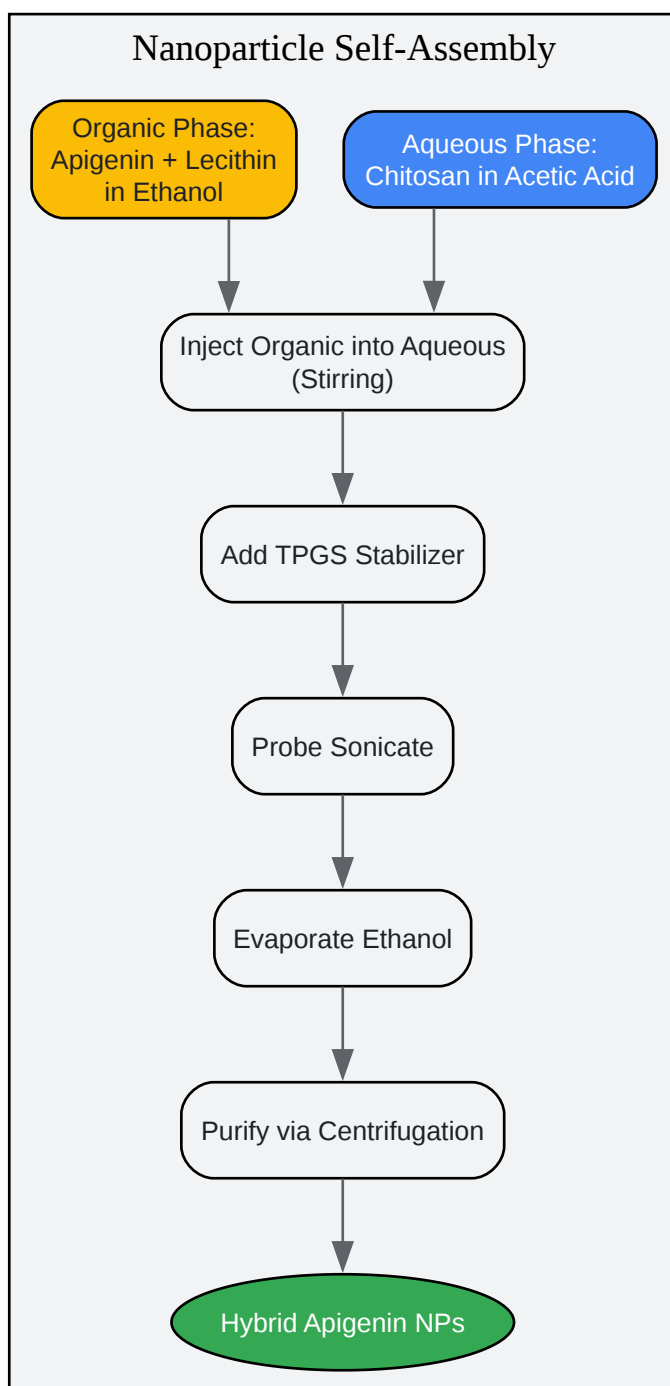 Nanoparticle Self-Assembly
Organic Phase:
Apigenin + Lecithin
in Ethanol
Aqueous Phase:
Chitosan in Acetic Acid
Inject Organic into Aqueous
(Stirring)
Add TPGS Stabilizer
Probe Sonicate
Evaporate Ethanol
Purify via Centrifugation
Hybrid Apigenin NPs